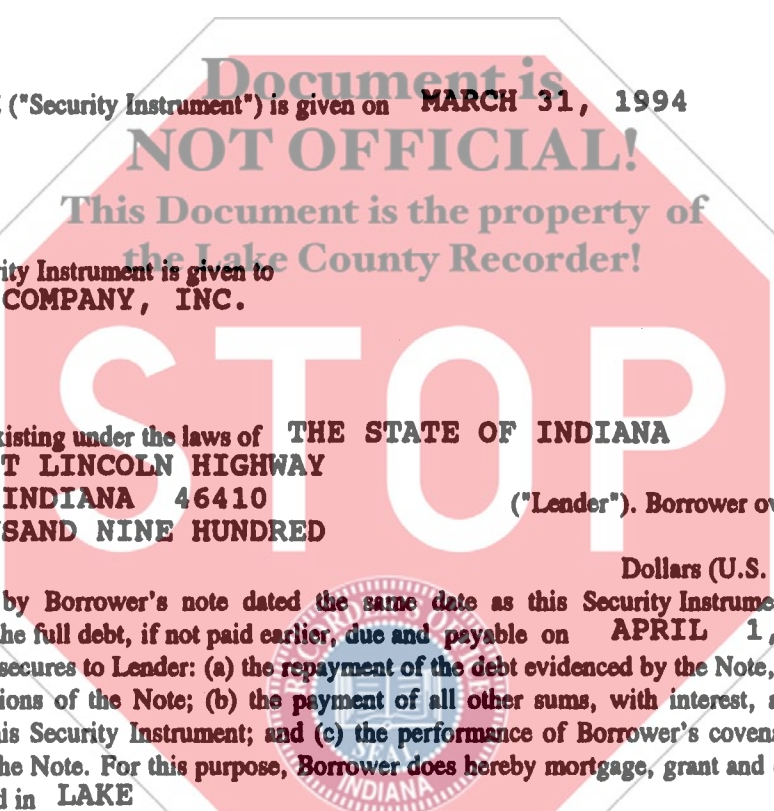 Document is
("Security Instrument") is given on MARCH 31, 1994
NOT OFFICIAL!
This Document is the property of
the Lake County Recorder!
ity Instrument is given to
COMPANY, INC.
STOP
xisting under the laws of THE STATE OF INDIANA
T LINCOLN HIGHWAY
INDIANA 46410 ("Lender"). Borrower ov
SAND NINE HUNDRED
Dollars (U.S.
by Borrower's note dated the same date as this Security Instrume
he full debt, if not paid earlier, due and payable on APRIL 1,
secures to Lender: (a) the repayment of the debt evidenced by the Note,
ions of the Note; (b) the payment of all other sums, with interest, a
is Security Instrument; and (c) the performance of Borrower's covena
he Note. For this purpose, Borrower does hereby mortgage, grant and
d in LAKE
SEAL
INDIANA